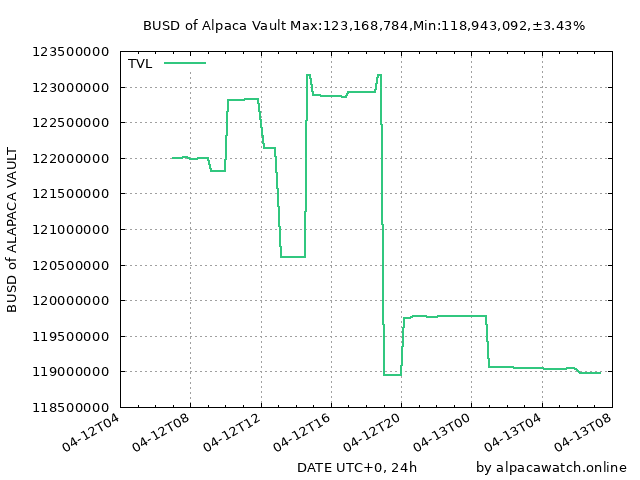 BUSD of Alpaca Vault Max:123,168,784,Min:118,943,092,±3.43%
TVL
123500000
123000000
122500000
122000000
121500000
121000000
120500000
120000000
119500000
119000000
118500000
BUSD of ALAPACA VAULT
04-12T04
04-12T08
04-12T12
04-12T16
04-12T20
04-13T00
04-13T04
04-13T08
DATE UTC+0, 24h
by alpacawatch.online